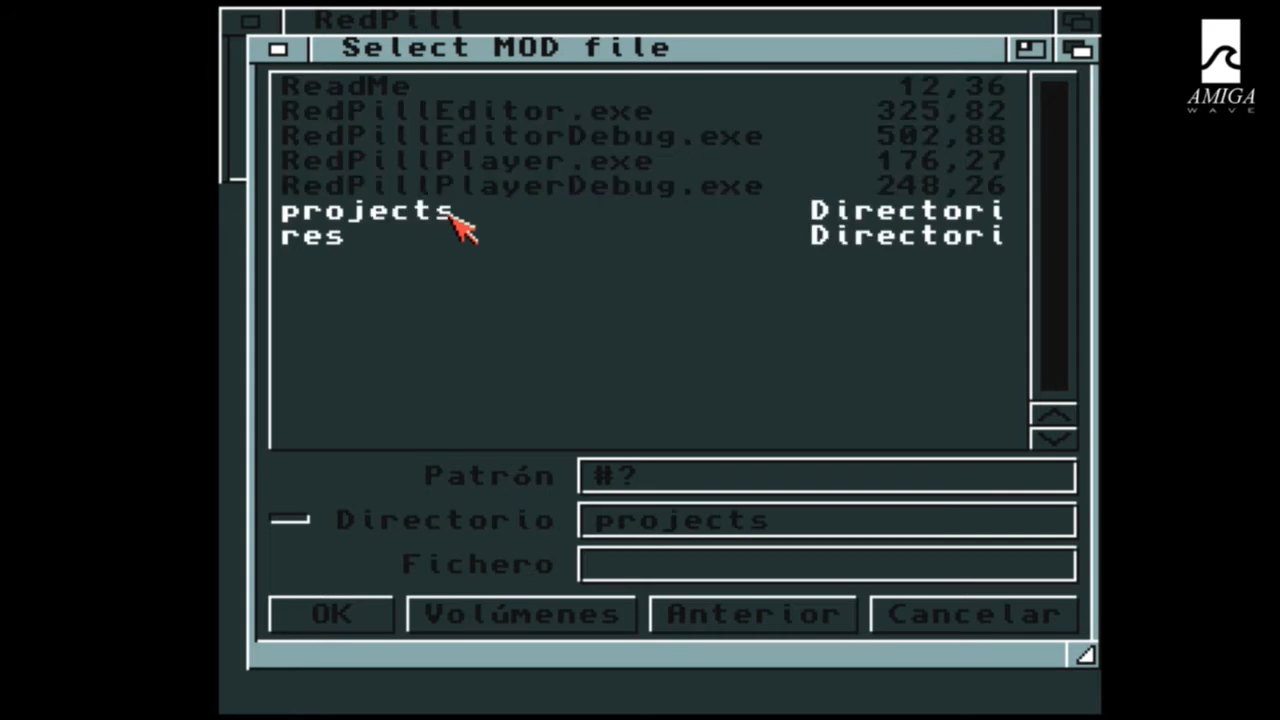 RedPill
Select MOD file
ReadMe 12,36
RedPillEditor.exe 325,82
RedPillEditorDebug.exe 502,88
RedPillPlayer.exe 176,27
RedPillPlayerDebug.exe 248,26
projects Directori
res Directori
Patrón #?
Directorio projects
Fichero
OK Volúmenes Anterior Cancelar
AMIGA
WAVE